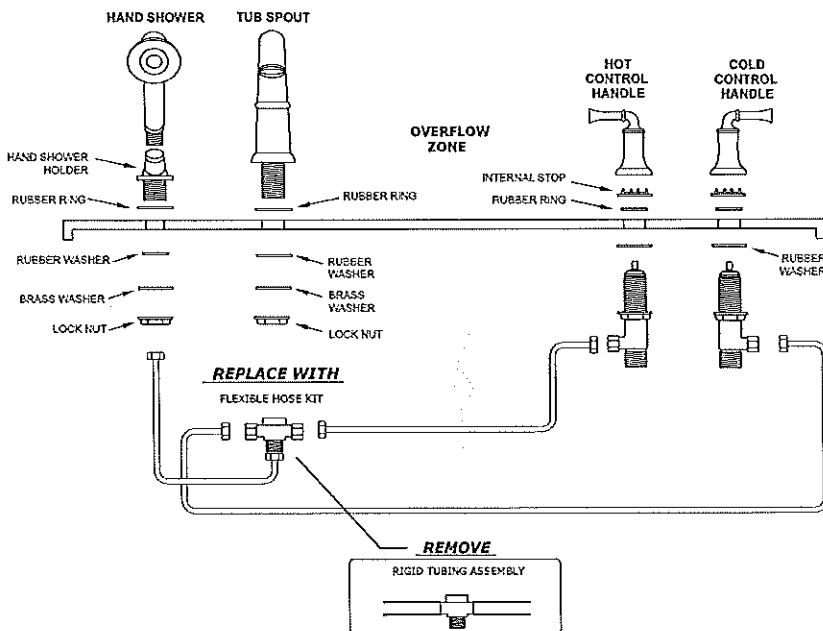 HAND SHOWER
TUB SPOUT
HOT
CONTROL
HANDLE
COLD
CONTROL
HANDLE
OVERFLOW
ZONE
HAND SHOWER
HOLDER
RUBBER RING
RUBBER RING
INTERNAL STOP
RUBBER RING
RUBBER WASHER
BRASS WASHER
LOCK NUT
RUBBER
WASHER
BRASS
WASHER
LOCK NUT
RUBBER
WASHER
REPLACE WITH
FLEXIBLE HOSE KIT
REMOVE
RIGID TUBING ASSEMBLY